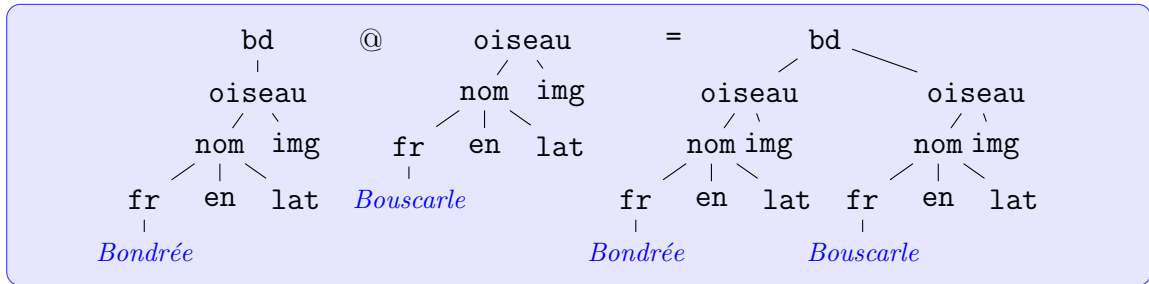 bd @ oiseau = bd
oiseau nom img oiseau oiseau
nom img fr en lat nom img nom img
fr en lat Bouscarle fr en lat fr en lat
Bondrée Bondrée Bouscarle